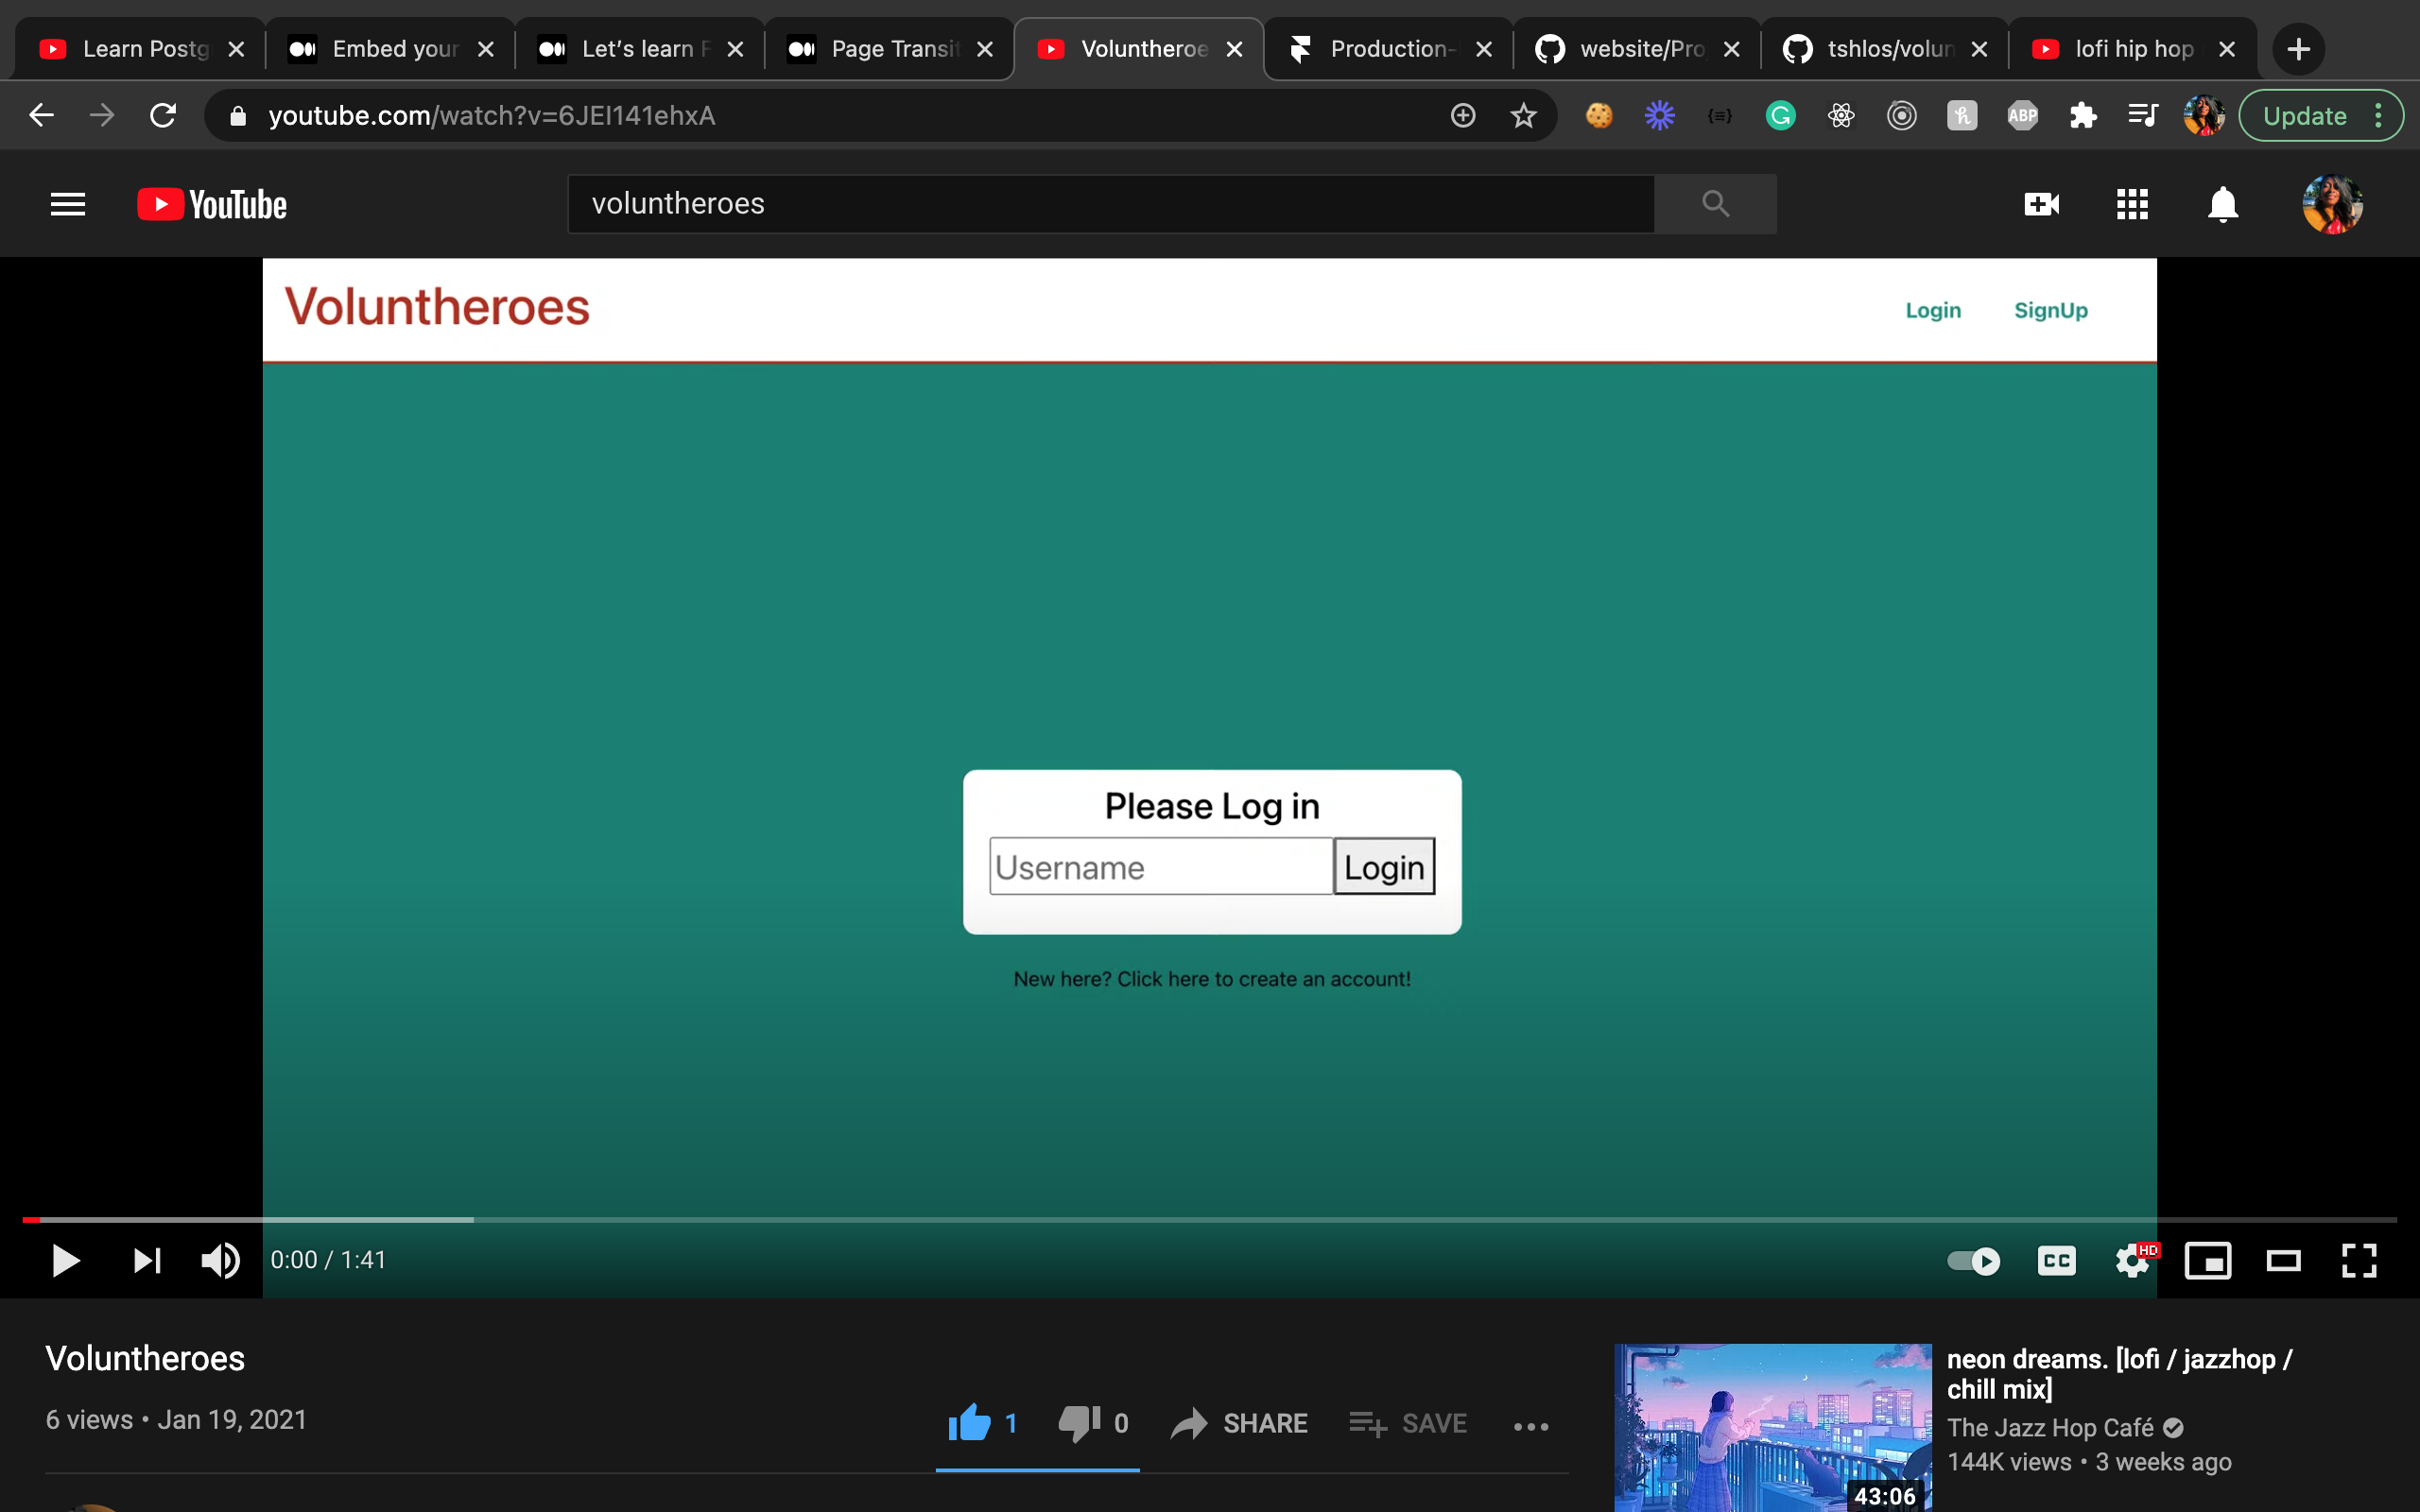 Learn Postg
Embed your
Let's learn F
Page Transit
Voluntheroe
Production-
website/Pro
tshlos/volun
lofi hip hop
youtube.com/watch?v=6JEI141ehxA
ABP
Update
YouTube
voluntheroes
Voluntheroes
Login
SignUp
Please Log in
Username
Login
New here? Click here to create an account!
0:00 / 1:41
CC
HD
Voluntheroes
6 views • Jan 19, 2021
1
0
SHARE
SAVE
neon dreams. [lofi / jazzhop /
chill mix]
The Jazz Hop Café
144K views • 3 weeks ago
43:06